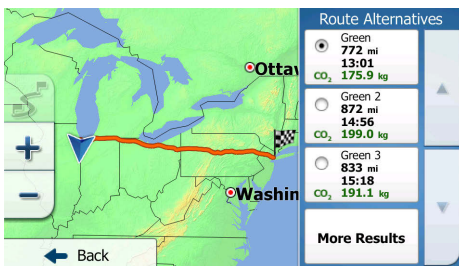 Route Alternatives
Green
772 mi
13:01
CO₂ 175.9 kg
Green 2
872 mi
14:56
CO₂ 199.0 kg
Green 3
833 mi
15:18
CO₂ 191.1 kg
More Results
Ottav
Washin
+
−
Back